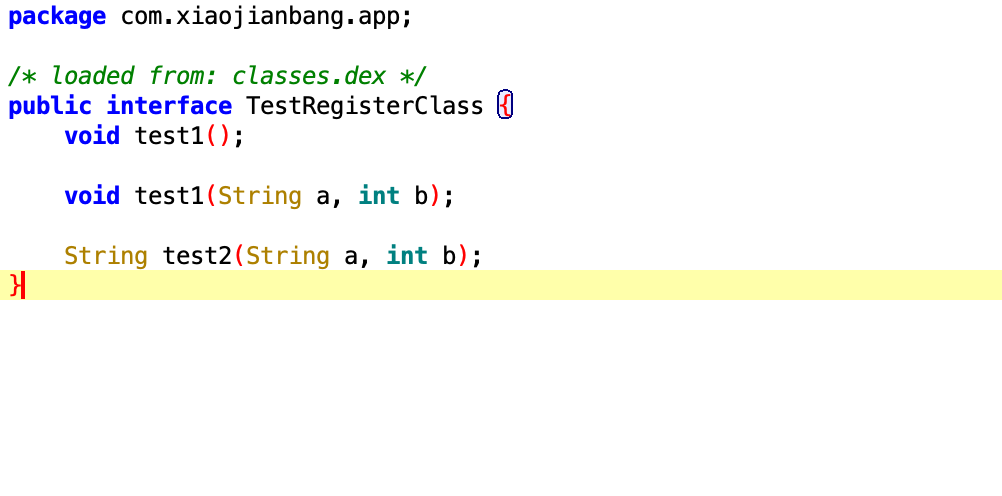 package com.xiaojianbang.app;
/* loaded from: classes.dex */
public interface TestRegisterClass {
    void test1();
    void test1(String a, int b);
    String test2(String a, int b);
}